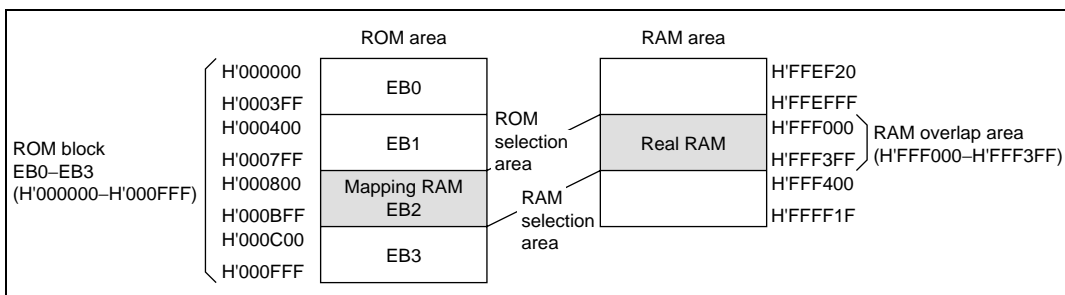 ROM area
RAM area
H'000000
H'0003FF
H'000400
H'0007FF
H'000800
H'000BFF
H'000C00
H'000FFF
ROM block
EB0–EB3
(H'000000–H'000FFF)
EB0
EB1
Mapping RAM
EB2
EB3
ROM
selection
area
RAM
selection
area
Real RAM
H'FFEF20
H'FFEFFF
H'FFF000
H'FFF3FF
H'FFF400
H'FFFF1F
RAM overlap area
(H'FFF000–H'FFF3FF)